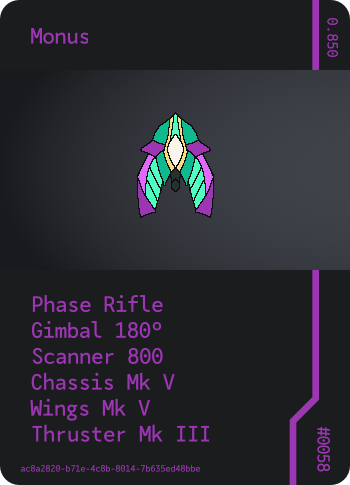 Monus
0.850
Phase Rifle
Gimbal 180°
Scanner 800
Chassis Mk V
Wings Mk V
Thruster Mk III
#0058
ac8a2820-b71e-4c8b-8014-7b635ed48bbe